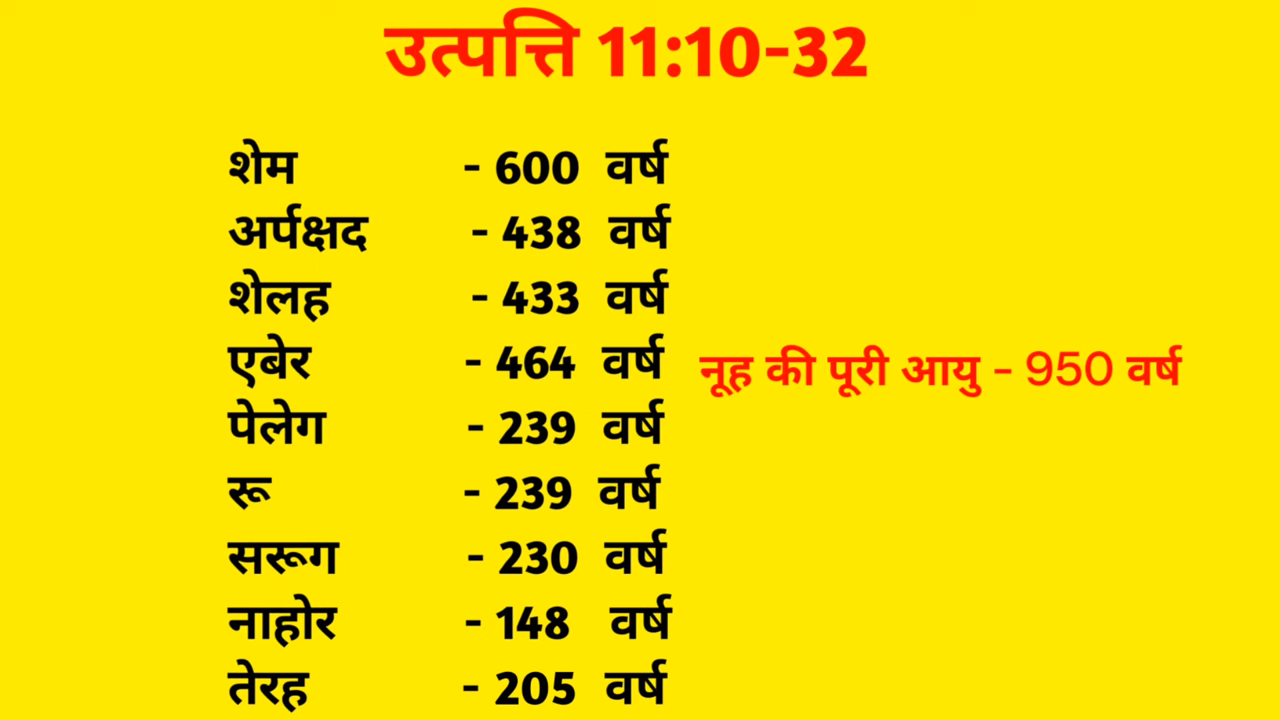 उत्पत्ति 11:10-32
शेम - 600 वर्ष
अर्पक्षद - 438 वर्ष
शेलह - 433 वर्ष
एबेर - 464 वर्ष
नूह की पूरी आयु - 950 वर्ष
पेलेग - 239 वर्ष
रू - 239 वर्ष
सरूग - 230 वर्ष
नाहोर - 148 वर्ष
तेरह - 205 वर्ष